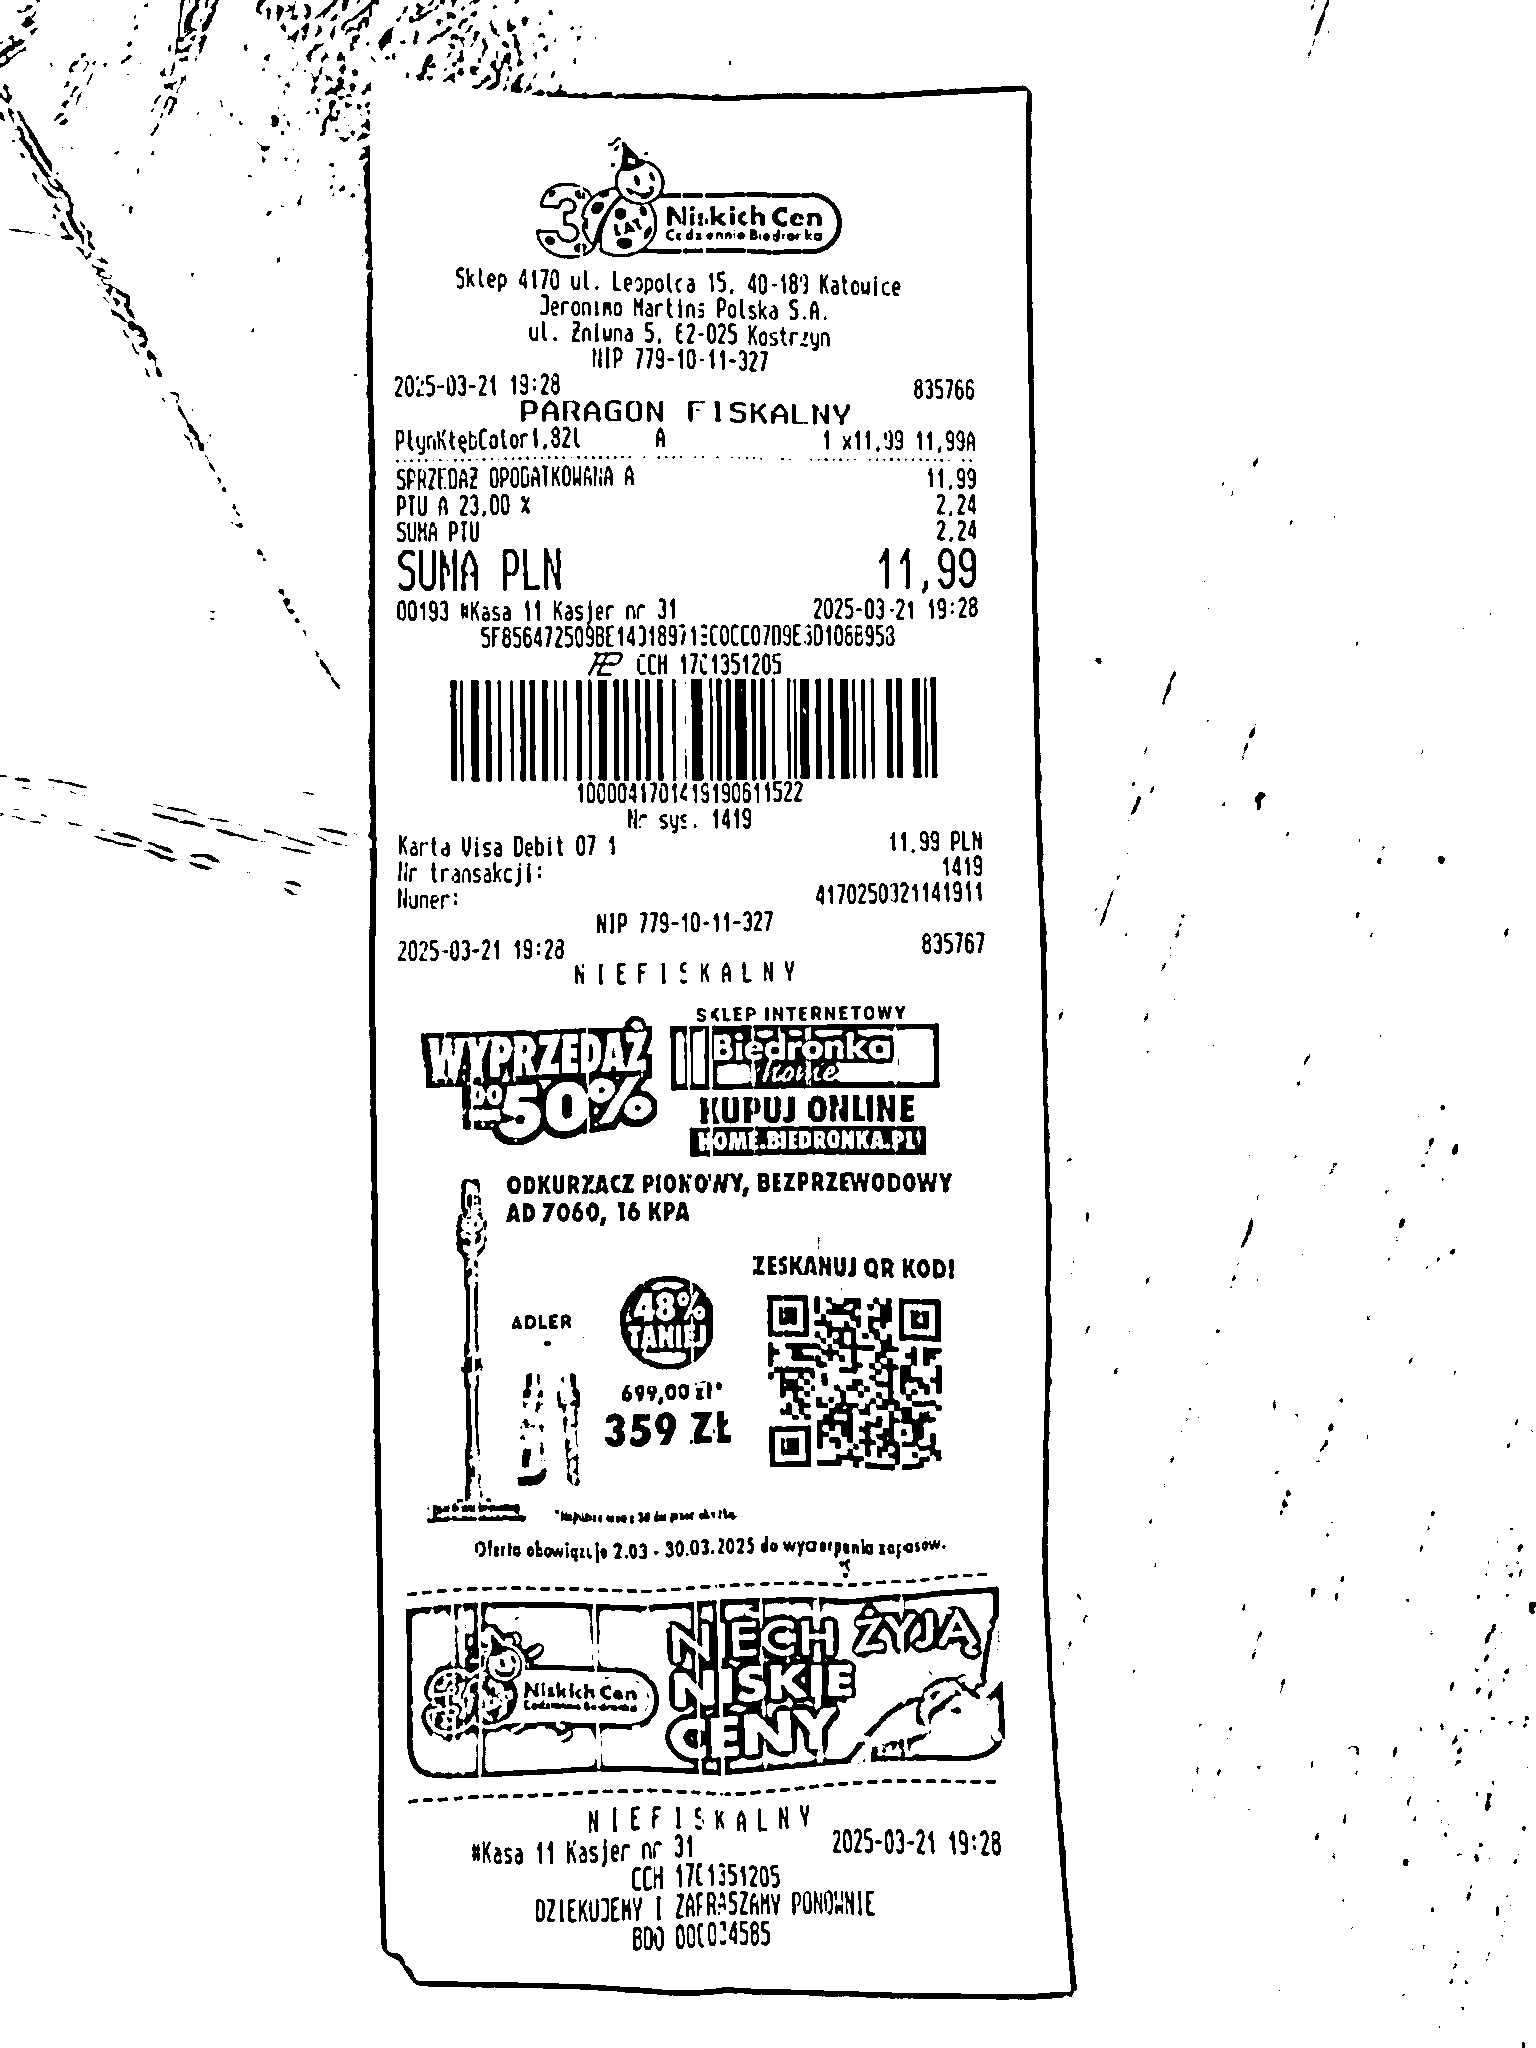 30 LAT
Niskich Cen
Codziennie Biedronka
Sklep 4170 ul. Leopolda 15, 40-189 Katowice
Jeronimo Martins Polska S.A.
ul. Żniwna 5, 62-025 Kostrzyn
NIP 779-10-11-327
2025-03-21 19:28 835766
PARAGON FISKALNY
PłynKłębColor1,82l A 1 x11,99 11,99A
SPRZEDAŻ OPODATKOWANA A 11,99
PTU A 23,00 % 2,24
SUMA PTU 2,24
SUMA PLN 11,99
00193 #Kasa 11 Kasjer nr 31 2025-03-21 19:28
CCH 1701351205
Nr sys. 1419
Karta Visa Debit 07 1 11,99 PLN
Nr transakcji: 1419
Numer: 4170250321141911
NIP 779-10-11-327
2025-03-21 19:28 835767
NIEFISKALNY
WYPRZEDAŻ
DO -50%
SKLEP INTERNETOWY
Biedronka
home
KUPUJ ONLINE
HOME.BIEDRONKA.PL
ODKURZACZ PIONOWY, BEZPRZEWODOWY
AD 7060, 16 KPA
ZESKANUJ QR KOD!
ADLER
48%
TANIEJ
699,00 zł*
359 ZŁ
Oferta obowiązuje 2.03 - 30.03.2025 do wyczerpania zapasów.
NIECH ŻYJĄ
NISKIE
CENY
Niskich Cen
Codziennie Biedronka
NIEFISKALNY
#Kasa 11 Kasjer nr 31 2025-03-21 19:28
CCH 1701351205
DZIĘKUJEMY I ZAPRASZAMY PONOWNIE
BDO 000034585